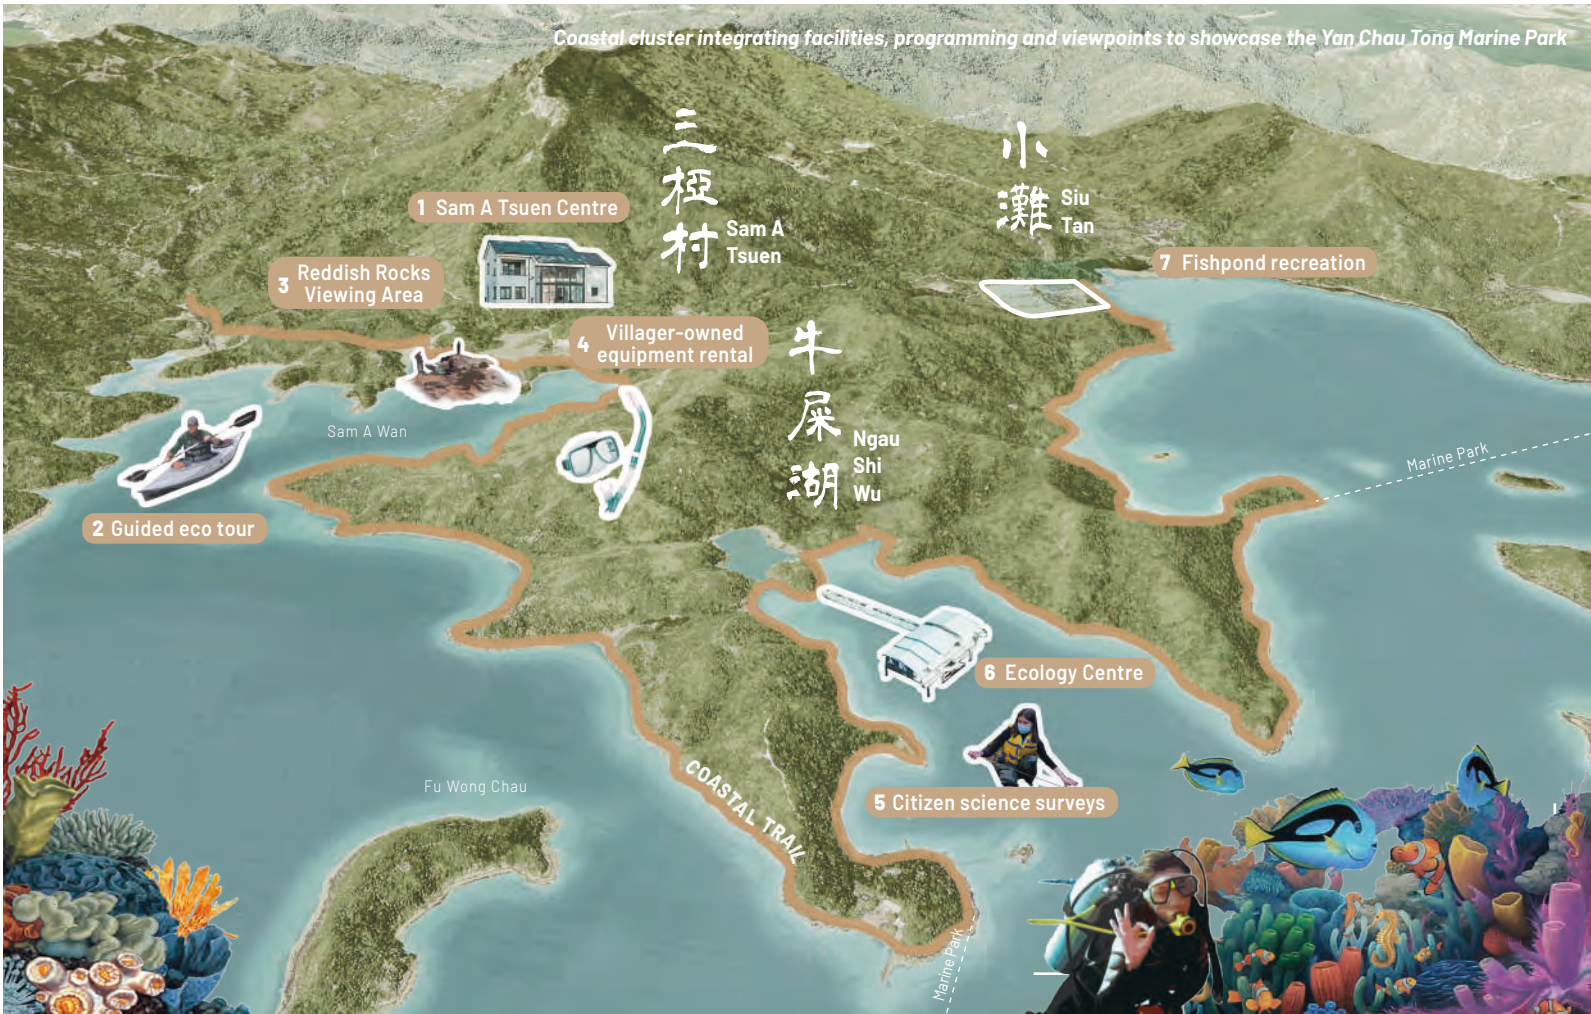 Coastal cluster integrating facilities, programming and viewpoints to showcase the Yan Chau Tong Marine Park
三椏村
Sam A
Tsuen
小灘
Siu
Tan
1 Sam A Tsuen Centre
3 Reddish Rocks
Viewing Area
7 Fishpond recreation
4 Villager-owned
equipment rental
牛屎湖
Ngau
Shi
Wu
Sam A Wan
Marine Park
2 Guided eco tour
6 Ecology Centre
Fu Wong Chau
COASTAL TRAIL
5 Citizen science surveys
Marine Park